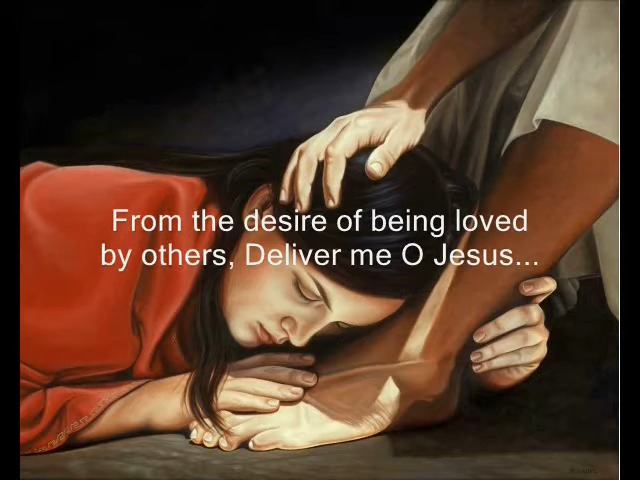 From the desire of being loved
by others, Deliver me O Jesus...